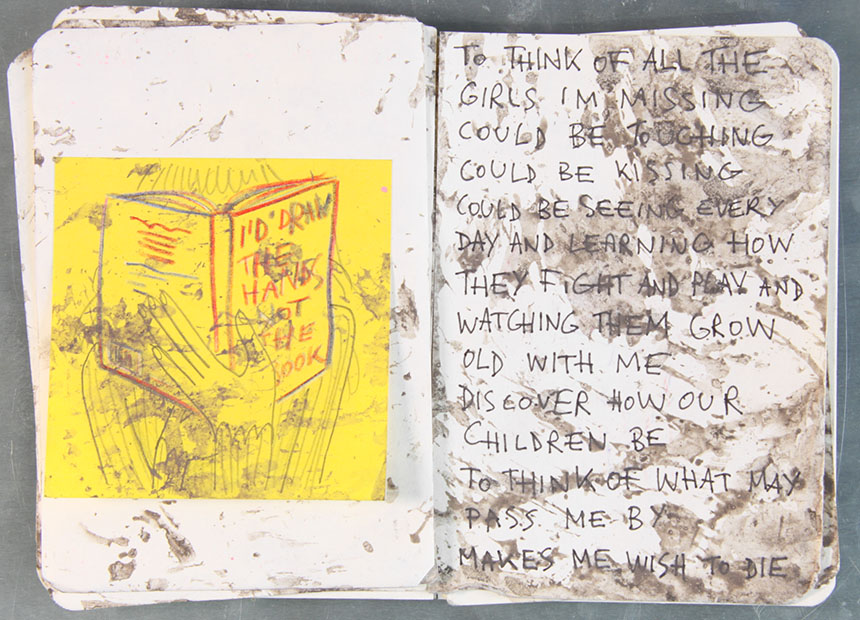 I'D DRAW
THE
HANDS
NOT
THE
BOOK
TO THINK OF ALL THE
GIRLS I'M MISSING
COULD BE TOUCHING
COULD BE KISSING
COULD BE SEEING EVERY
DAY AND LEARNING HOW
THEY FIGHT AND PLAY AND
WATCHING THEM GROW
OLD WITH ME
DISCOVER HOW OUR
CHILDREN BE
TO THINK OF WHAT MAY
PASS ME BY
MAKES ME WISH TO DIE